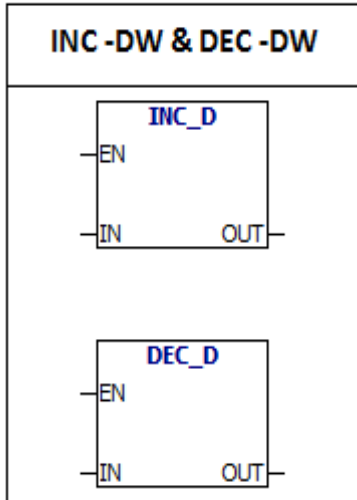 INC -DW & DEC -DW
INC_D
EN
IN OUT
DEC_D
EN
IN OUT